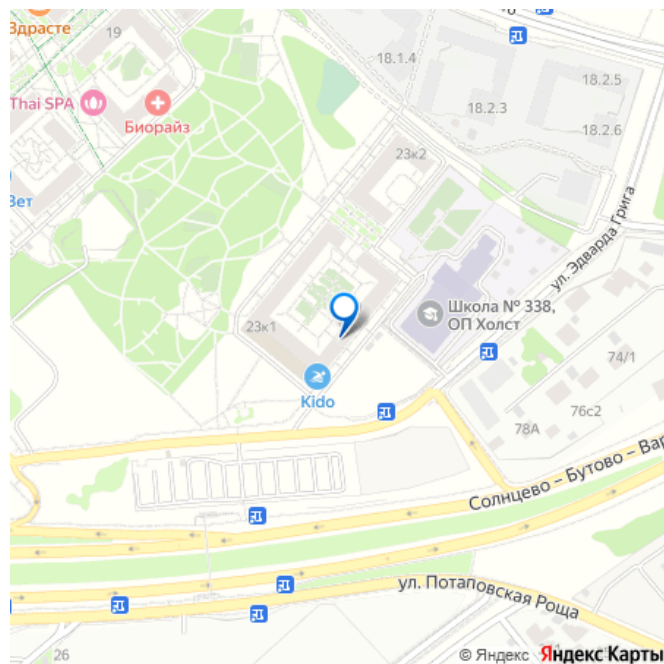 Здрасте
19
18.1.4
18.2.5
Thai SPA
18.2.3
Биорайз
18.2.6
23к2
Вет
ул. Эдварда Грига
Школа № 338,
ОП Холст
23к1
74/1
Kido
76с2
78А
Солнцево – Бутово – Вар
ул. Потаповская Роща
26
© Яндекс Яндекс Карты